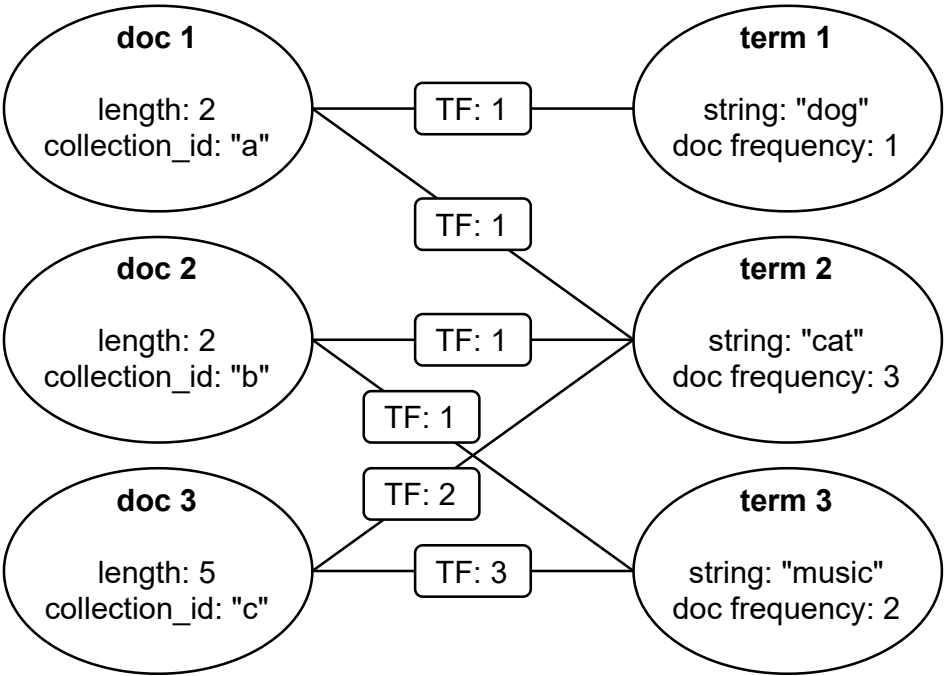 doc 1
length: 2
collection_id: "a"
TF: 1
term 1
string: "dog"
doc frequency: 1
TF: 1
doc 2
length: 2
collection_id: "b"
TF: 1
term 2
string: "cat"
doc frequency: 3
TF: 1
TF: 2
doc 3
length: 5
collection_id: "c"
TF: 3
term 3
string: "music"
doc frequency: 2